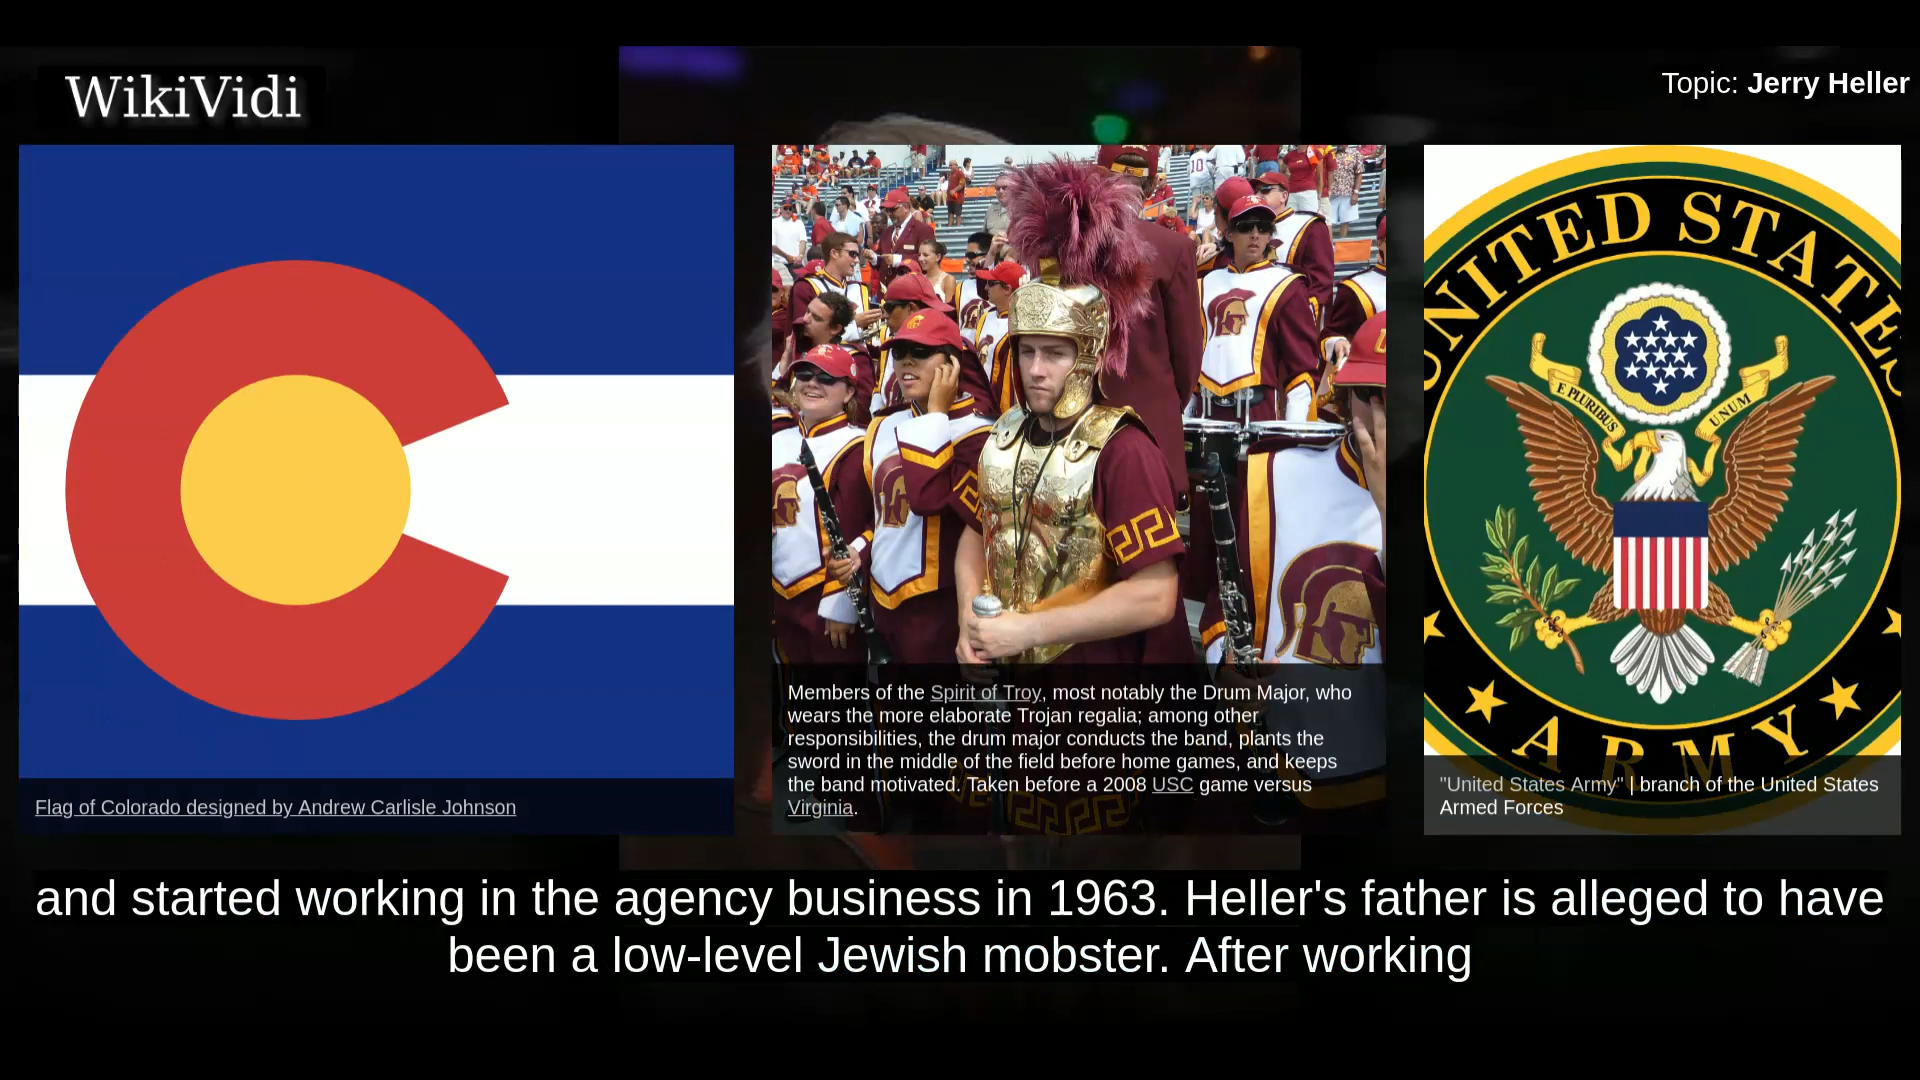 WikiVidi
Topic: Jerry Heller
10
UNITED STATES
E PLURIBUS
UNUM
ARMY
Flag of Colorado designed by Andrew Carlisle Johnson
Members of the Spirit of Troy, most notably the Drum Major, who
wears the more elaborate Trojan regalia; among other
responsibilities, the drum major conducts the band, plants the
sword in the middle of the field before home games, and keeps
the band motivated. Taken before a 2008 USC game versus
Virginia.
"United States Army" | branch of the United States
Armed Forces
and started working in the agency business in 1963. Heller's father is alleged to have
been a low-level Jewish mobster. After working